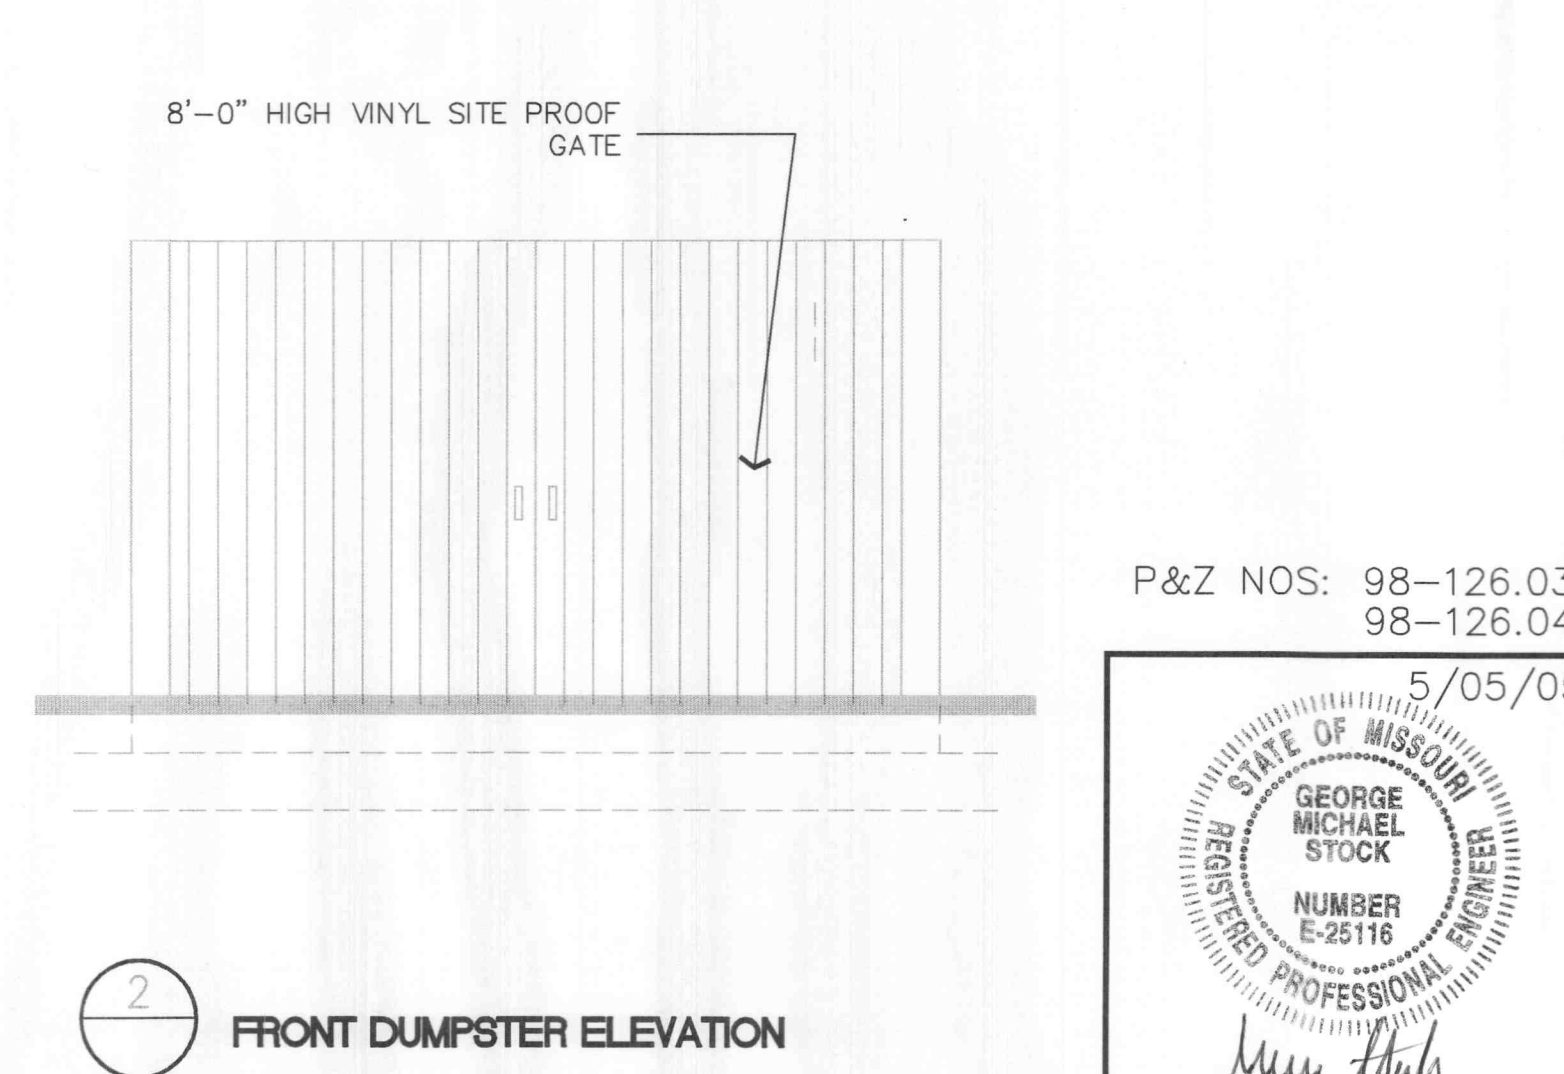 8'-0" HIGH VINYL SITE PROOF
GATE
P&Z NOS: 98-126.03
98-126.04
5/05/05
STATE OF MISSOURI
GEORGE
MICHAEL
STOCK
NUMBER
E-25116
REGISTERED PROFESSIONAL ENGINEER
2
FRONT DUMPSTER ELEVATION